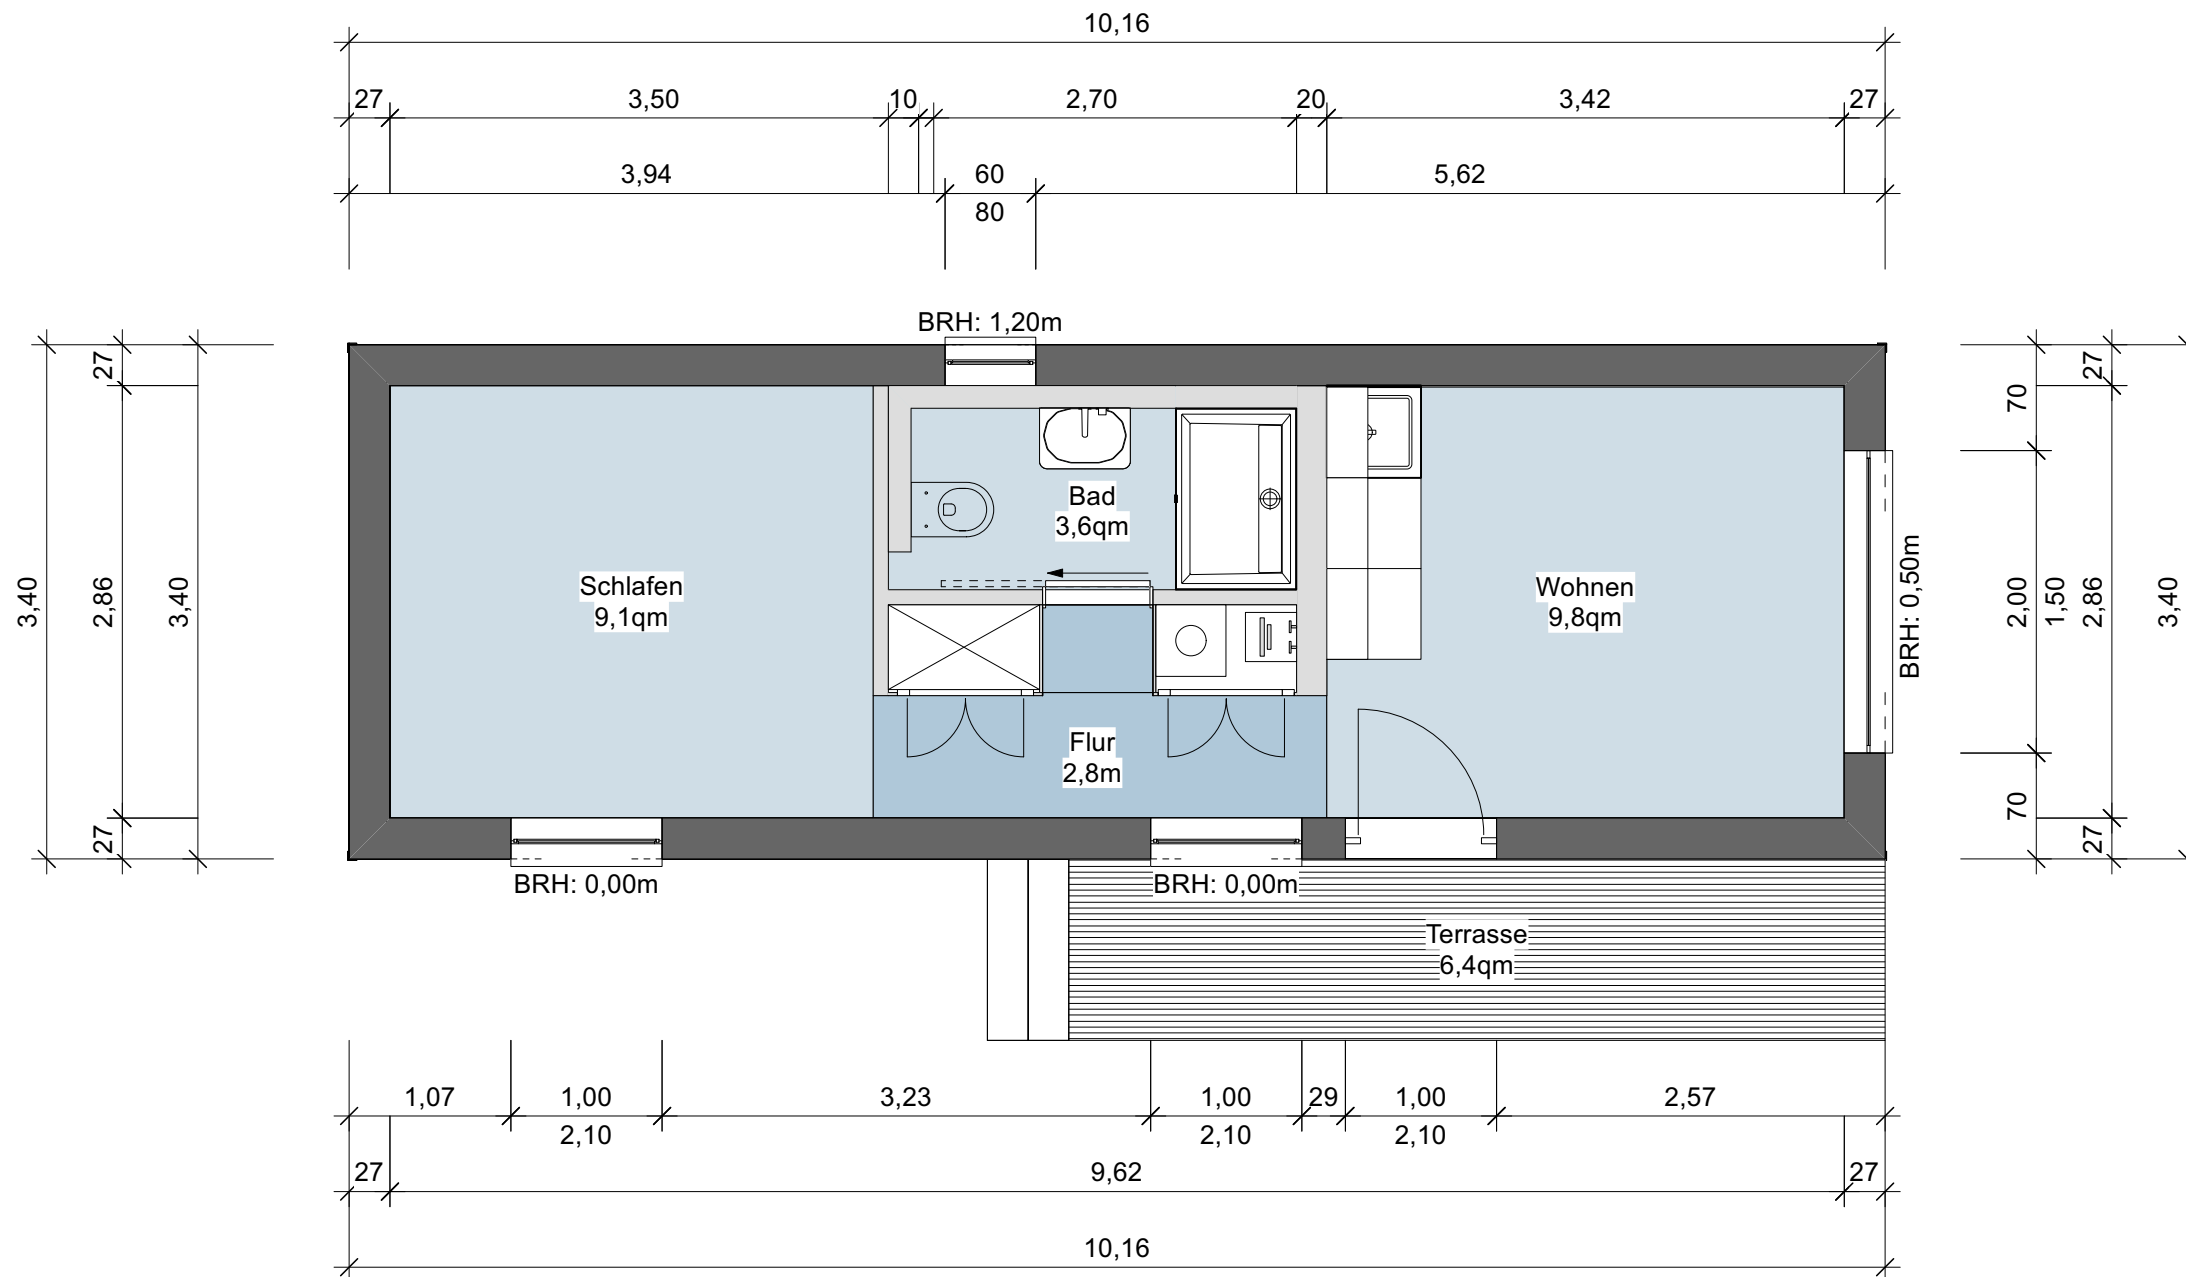 10,16
27 3,50 10 2,70 20 3,42 27
3,94 60 5,62
80
BRH: 1,20m
27
2,86
27
3,40
3,40
Schlafen
9,1qm
Bad
3,6qm
Flur
2,8m
Wohnen
9,8qm
BRH: 0,50m
70
2,00
1,50
70
27
2,86
27
3,40
BRH: 0,00m
BRH: 0,00m
Terrasse
6,4qm
1,07 1,00 3,23 1,00 29 1,00 2,57
2,10 2,10 2,10
27 9,62 27
10,16